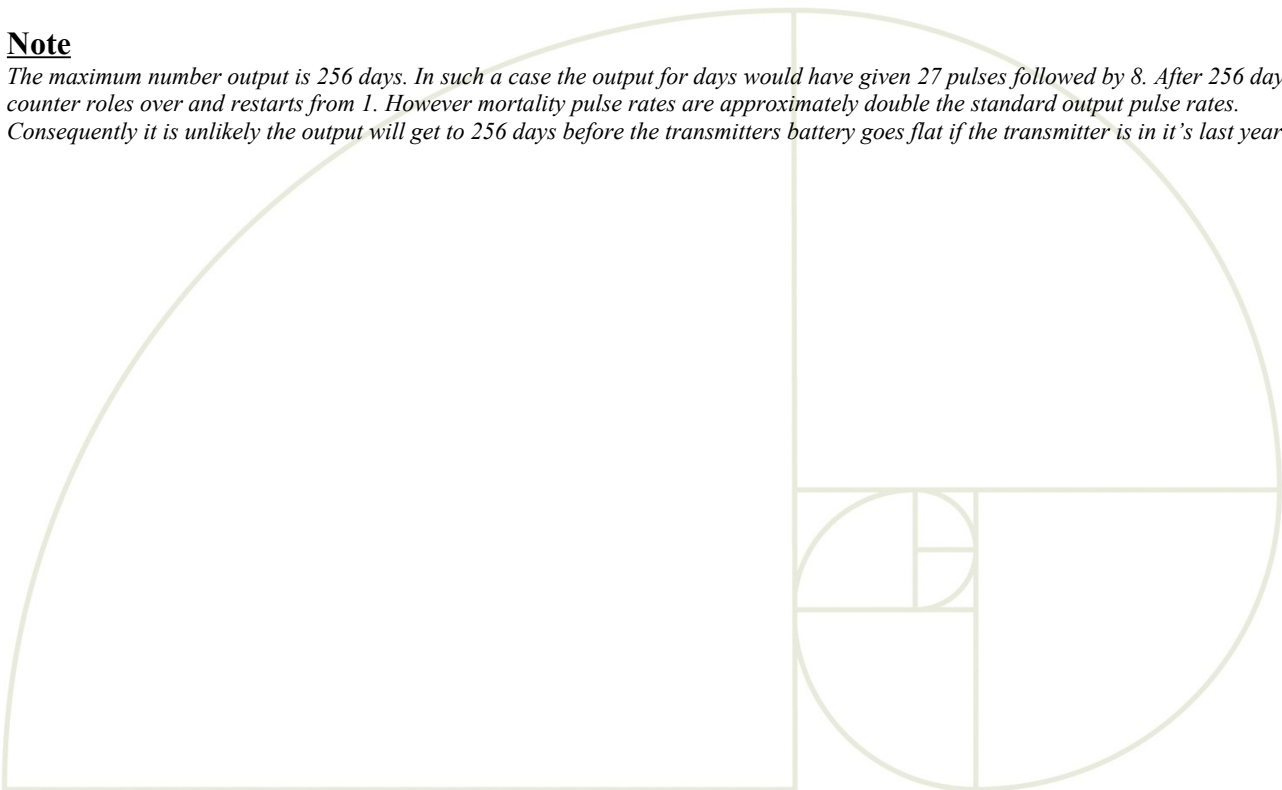 Note
The maximum number output is 256 days. In such a case the output for days would have given 27 pulses followed by 8. After 256 day
counter roles over and restarts from 1. However mortality pulse rates are approximately double the standard output pulse rates.
Consequently it is unlikely the output will get to 256 days before the transmitters battery goes flat if the transmitter is in it’s last year